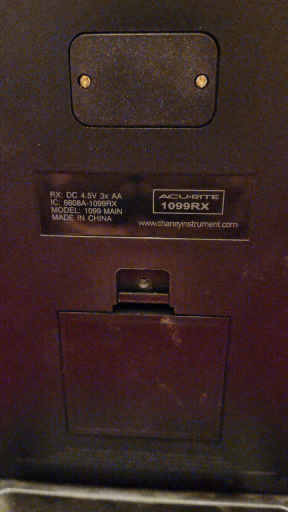 RX: DC 4.5V 3x AA
IC: 9608A-1099RX
MODEL: 1099 MAIN
MADE IN CHINA
ACU-RITE
1099RX
www.chaneyinstrument.com